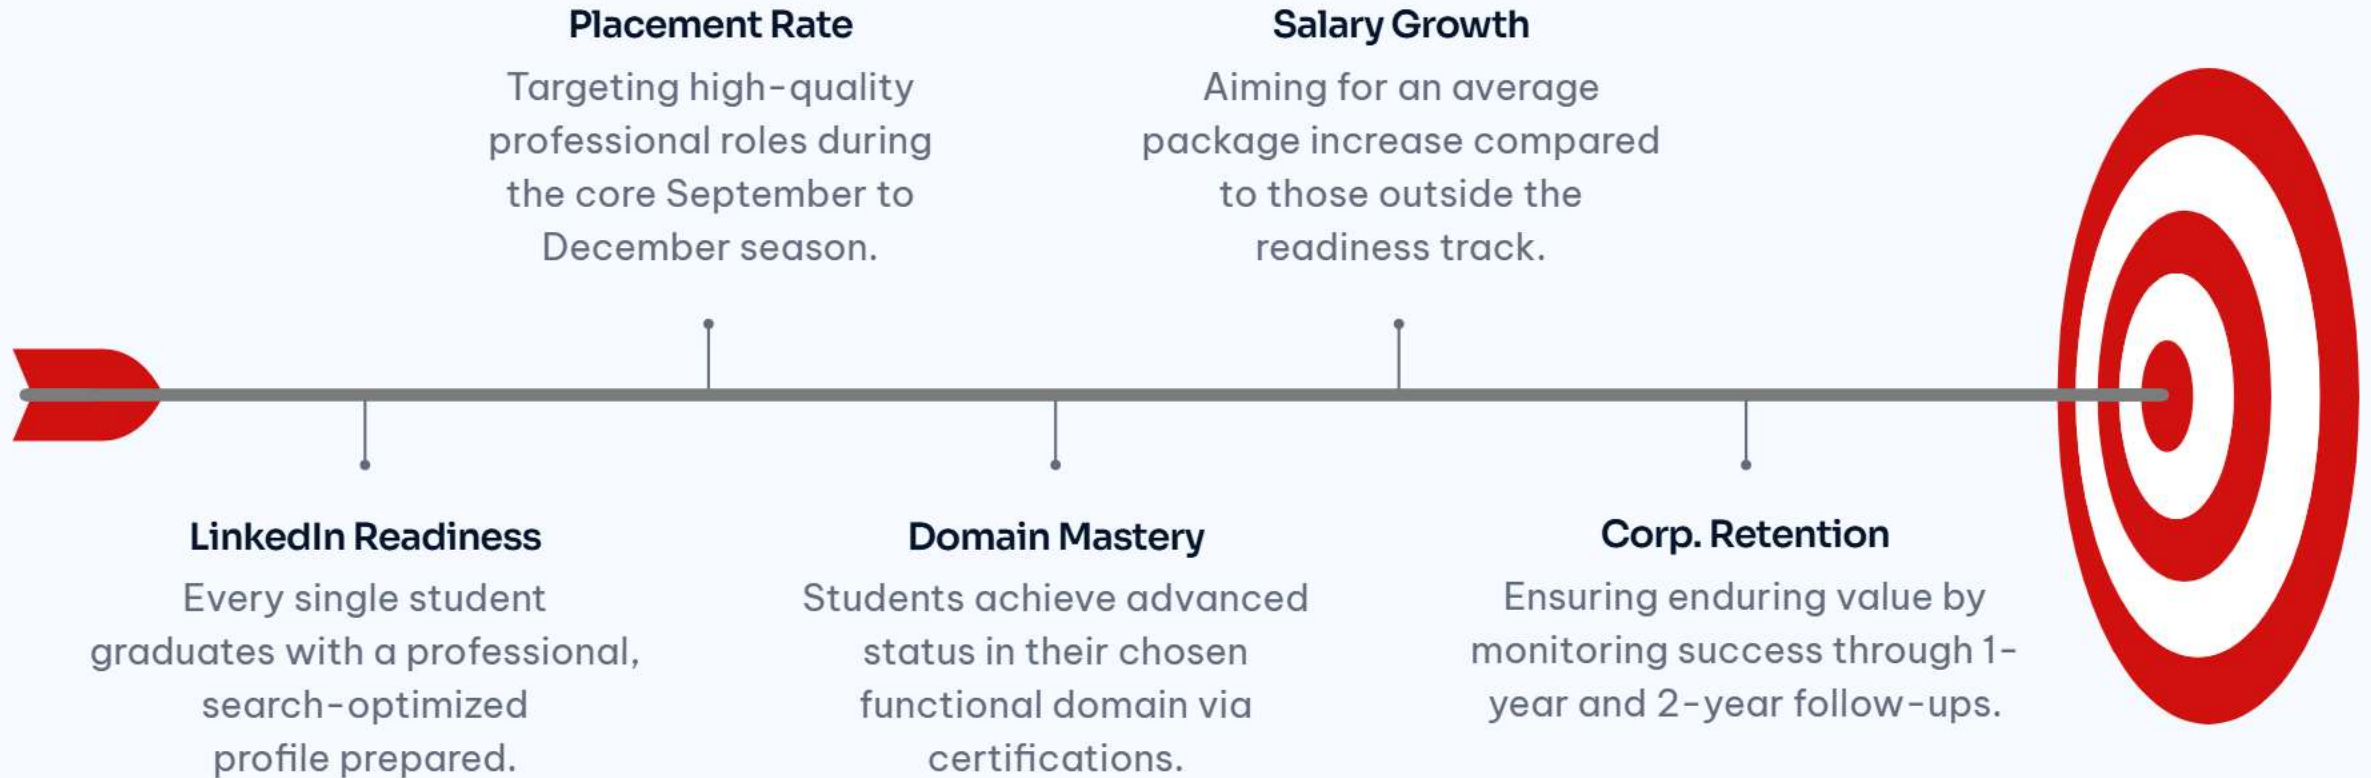 Placement Rate
Targeting high-quality
professional roles during
the core September to
December season.
Salary Growth
Aiming for an average
package increase compared
to those outside the
readiness track.
LinkedIn Readiness
Every single student
graduates with a professional,
search-optimized
profile prepared.
Domain Mastery
Students achieve advanced
status in their chosen
functional domain via
certifications.
Corp. Retention
Ensuring enduring value by
monitoring success through 1-
year and 2-year follow-ups.